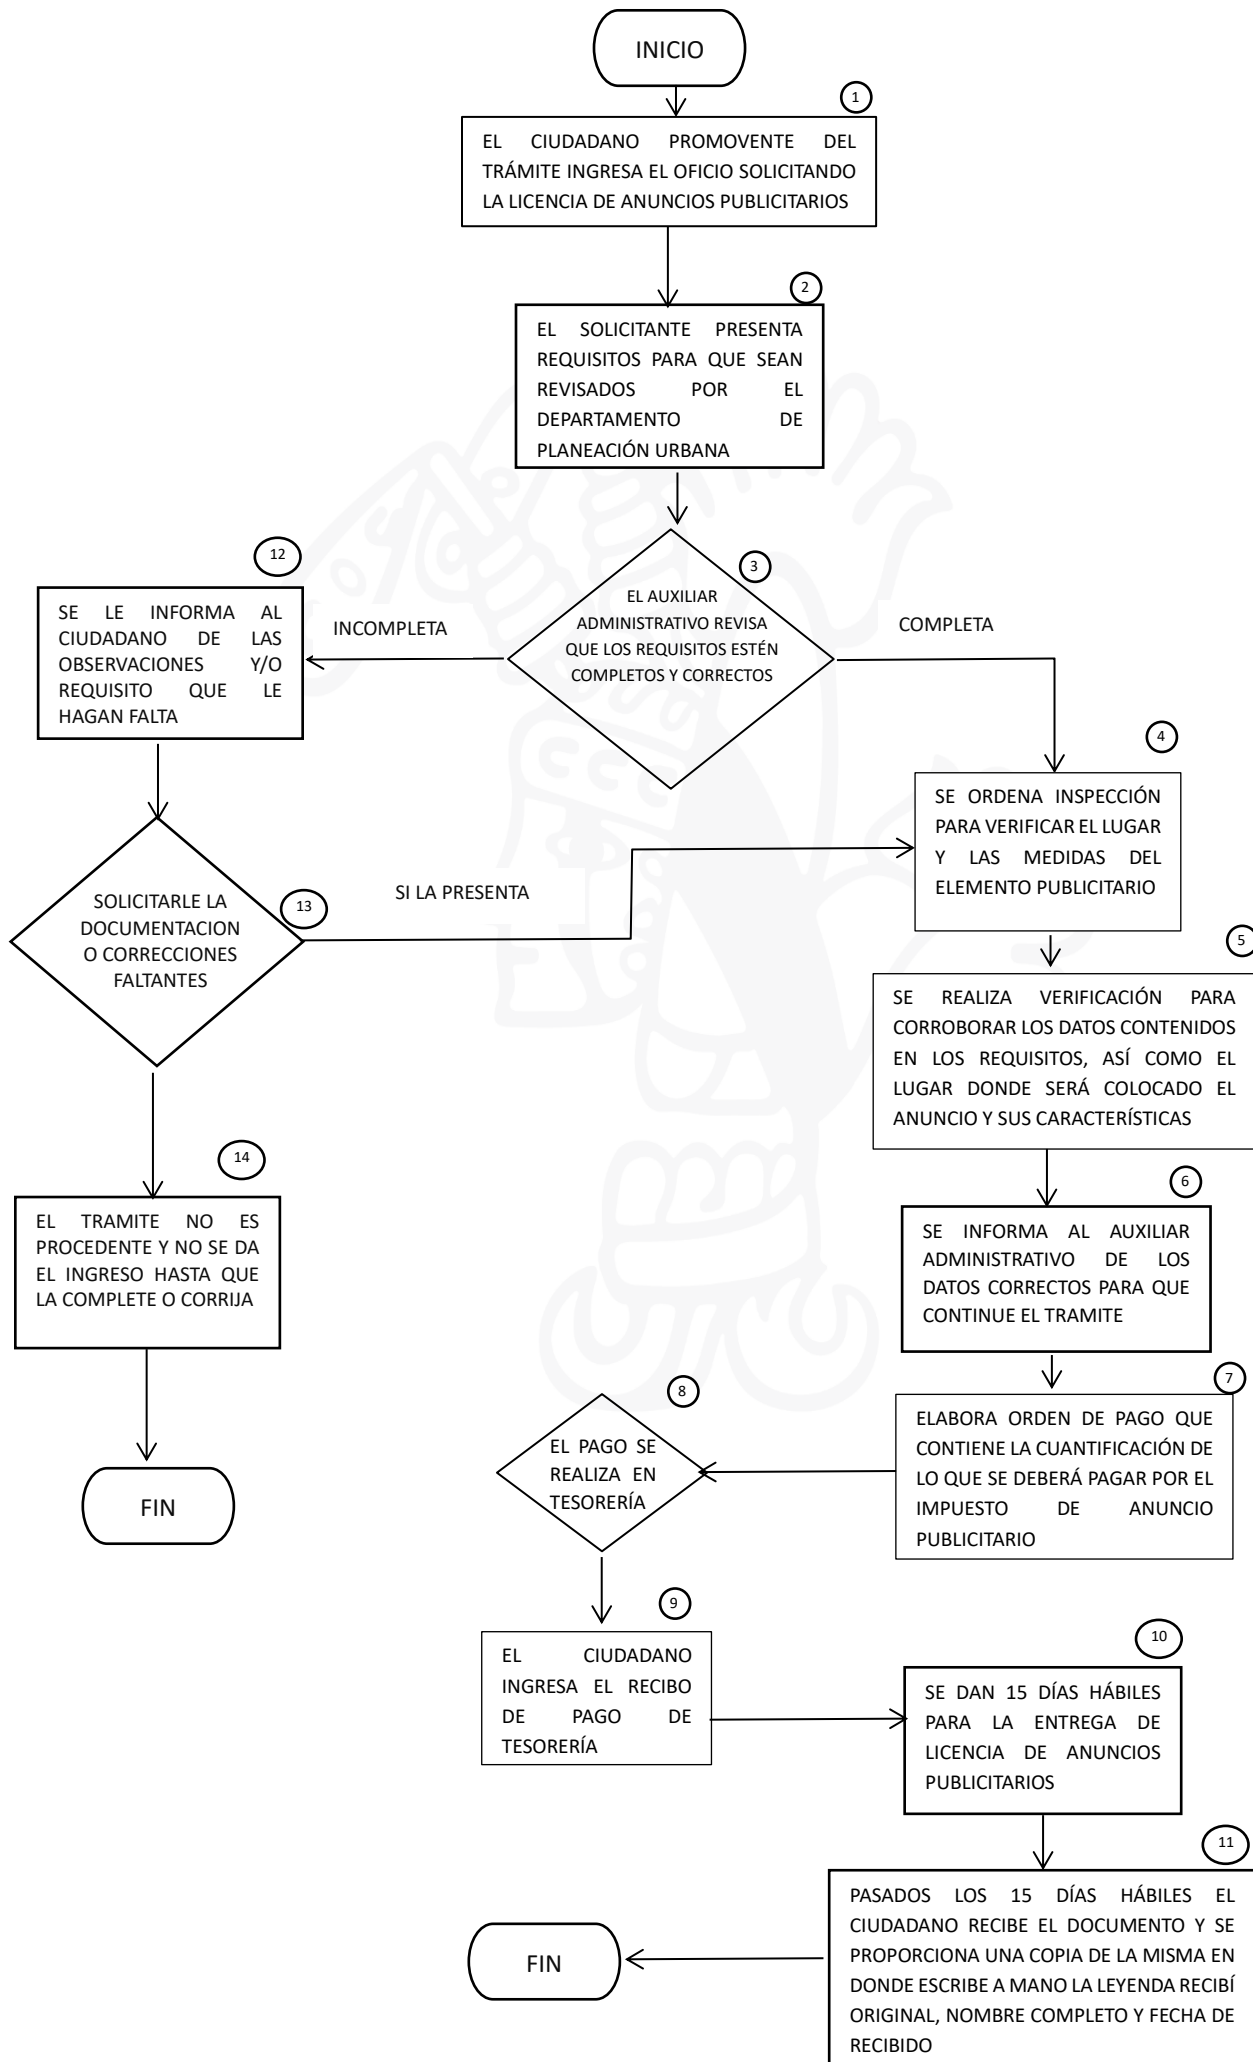 INICIO
1
EL CIUDADANO PROMOVENTE DEL
TRÁMITE INGRESA EL OFICIO SOLICITANDO
LA LICENCIA DE ANUNCIOS PUBLICITARIOS
2
EL SOLICITANTE PRESENTA
REQUISITOS PARA QUE SEAN
REVISADOS POR EL
DEPARTAMENTO DE
PLANEACIÓN URBANA
3
EL AUXILIAR
ADMINISTRATIVO REVISA
QUE LOS REQUISITOS ESTÉN
COMPLETOS Y CORRECTOS
INCOMPLETA
COMPLETA
12
SE LE INFORMA AL
CIUDADANO DE LAS
OBSERVACIONES Y/O
REQUISITO QUE LE
HAGAN FALTA
4
SE ORDENA INSPECCIÓN
PARA VERIFICAR EL LUGAR
Y LAS MEDIDAS DEL
ELEMENTO PUBLICITARIO
13
SOLICITARLE LA
DOCUMENTACION
O CORRECCIONES
FALTANTES
SI LA PRESENTA
5
SE REALIZA VERIFICACIÓN PARA
CORROBORAR LOS DATOS CONTENIDOS
EN LOS REQUISITOS, ASÍ COMO EL
LUGAR DONDE SERÁ COLOCADO EL
ANUNCIO Y SUS CARACTERÍSTICAS
14
EL TRAMITE NO ES
PROCEDENTE Y NO SE DA
EL INGRESO HASTA QUE
LA COMPLETE O CORRIJA
6
SE INFORMA AL AUXILIAR
ADMINISTRATIVO DE LOS
DATOS CORRECTOS PARA QUE
CONTINUE EL TRAMITE
7
ELABORA ORDEN DE PAGO QUE
CONTIENE LA CUANTIFICACIÓN DE
LO QUE SE DEBERÁ PAGAR POR EL
IMPUESTO DE ANUNCIO
PUBLICITARIO
8
EL PAGO SE
REALIZA EN
TESORERÍA
FIN
9
EL CIUDADANO
INGRESA EL RECIBO
DE PAGO DE
TESORERÍA
10
SE DAN 15 DÍAS HÁBILES
PARA LA ENTREGA DE
LICENCIA DE ANUNCIOS
PUBLICITARIOS
11
PASADOS LOS 15 DÍAS HÁBILES EL
CIUDADANO RECIBE EL DOCUMENTO Y SE
PROPORCIONA UNA COPIA DE LA MISMA EN
DONDE ESCRIBE A MANO LA LEYENDA RECIBÍ
ORIGINAL, NOMBRE COMPLETO Y FECHA DE
RECIBIDO
FIN